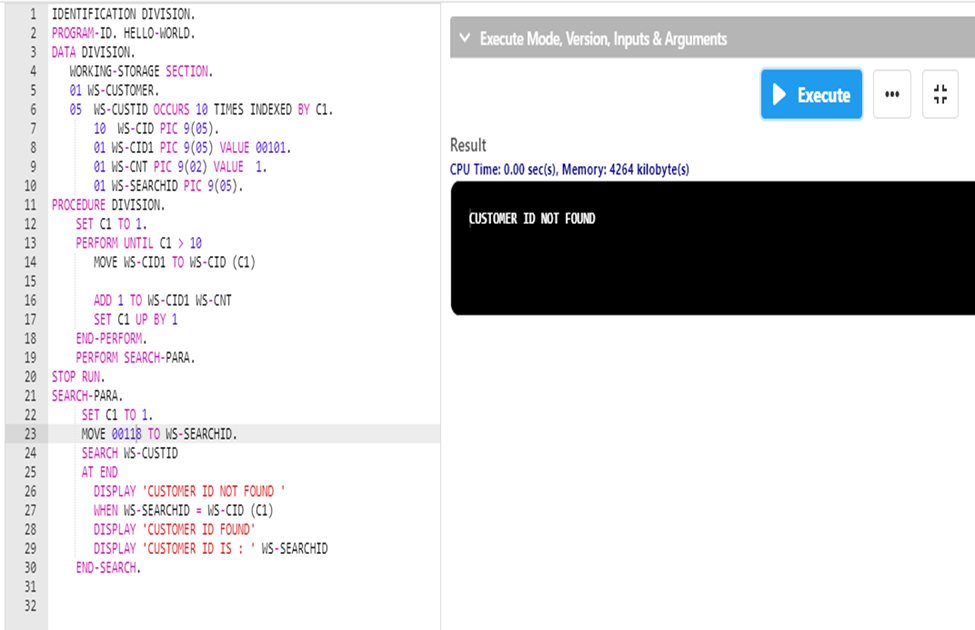 1 IDENTIFICATION DIVISION.
2 PROGRAM-ID. HELLO-WORLD.
3 DATA DIVISION.
4 WORKING-STORAGE SECTION.
5 01 WS-CUSTOMER.
6 05 WS-CUSTID OCCURS 10 TIMES INDEXED BY C1.
7 10 WS-CID PIC 9(05).
8 01 WS-CID1 PIC 9(05) VALUE 00101.
9 01 WS-CNT PIC 9(02) VALUE 1.
10 01 WS-SEARCHID PIC 9(05).
11 PROCEDURE DIVISION.
12 SET C1 TO 1.
13 PERFORM UNTIL C1 > 10
14 MOVE WS-CID1 TO WS-CID (C1)
15
16 ADD 1 TO WS-CID1 WS-CNT
17 SET C1 UP BY 1
18 END-PERFORM.
19 PERFORM SEARCH-PARA.
20 STOP RUN.
21 SEARCH-PARA.
22 SET C1 TO 1.
23 MOVE 00118 TO WS-SEARCHID.
24 SEARCH WS-CUSTID
25 AT END
26 DISPLAY 'CUSTOMER ID NOT FOUND '
27 WHEN WS-SEARCHID = WS-CID (C1)
28 DISPLAY 'CUSTOMER ID FOUND'
29 DISPLAY 'CUSTOMER ID IS : ' WS-SEARCHID
30 END-SEARCH.
31
32
Execute Mode, Version, Inputs & Arguments
Execute
Result
CPU Time: 0.00 sec(s), Memory: 4264 kilobyte(s)
CUSTOMER ID NOT FOUND